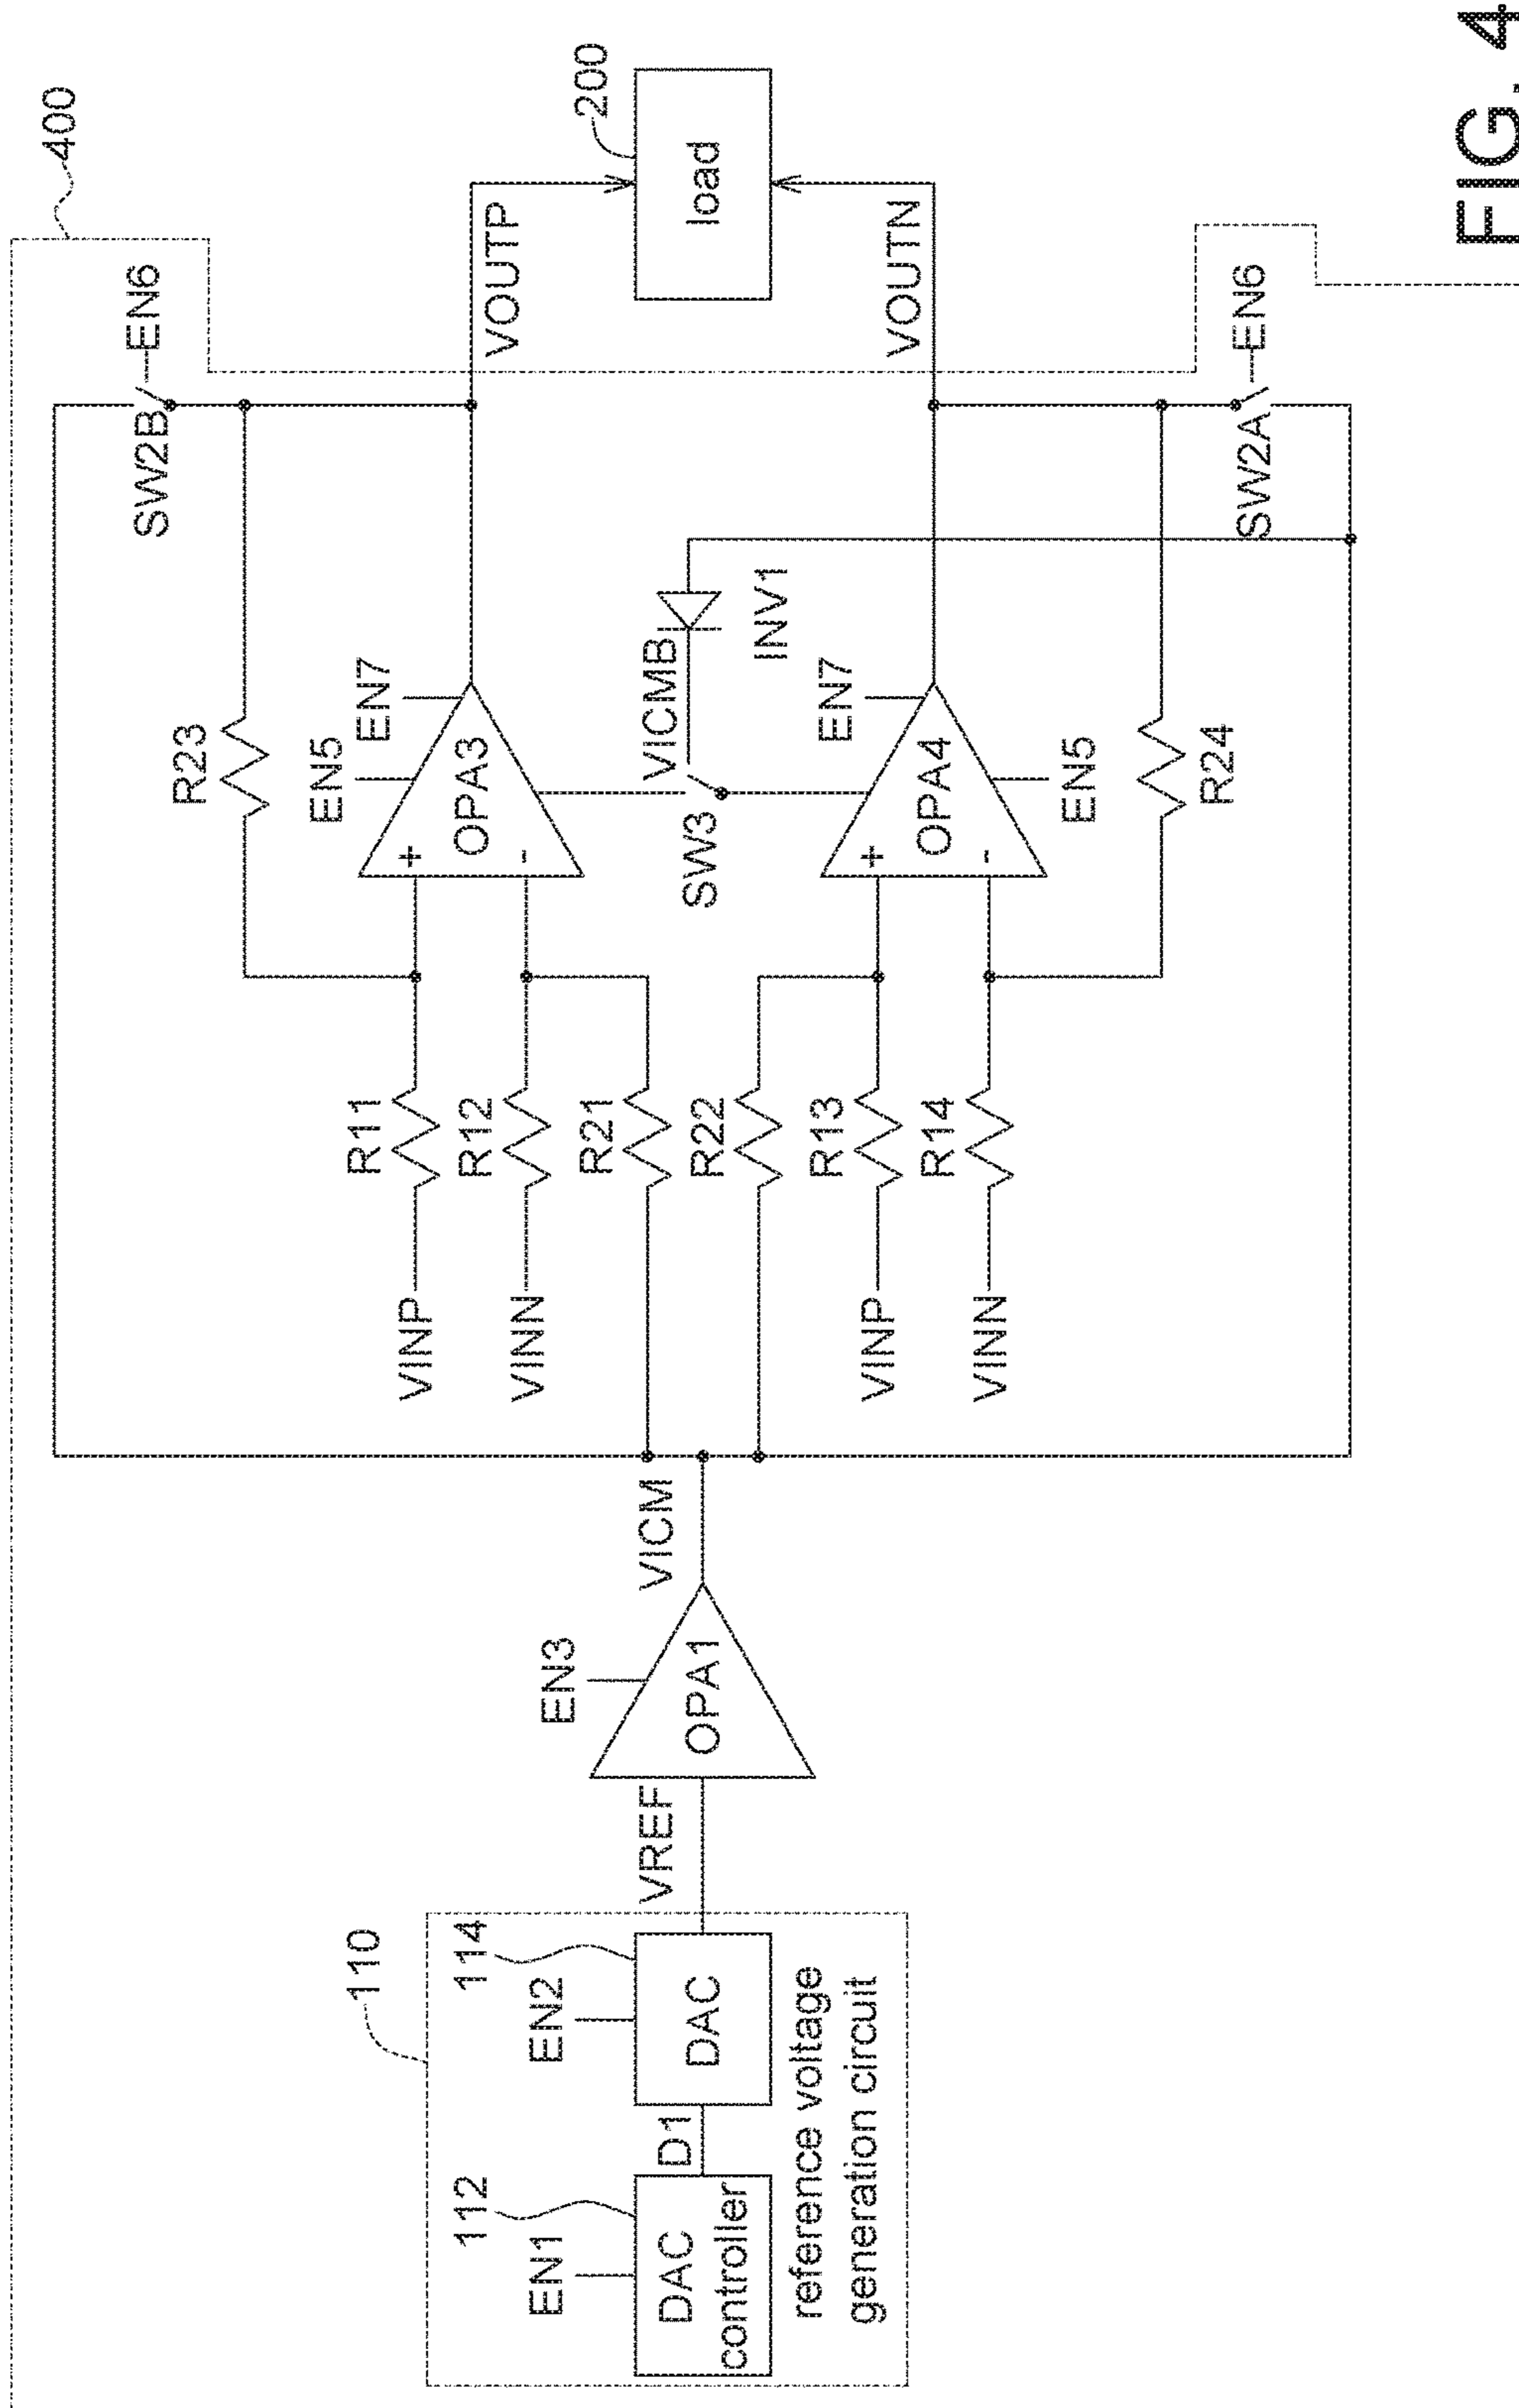 400
SW2B
EN6
R23
EN5
EN7
OPA3
+
-
VOUTP
200
load
R11
VINP
R12
VINN
R21
VICMB
SW3
INV1
R22
R13
VINP
R14
VINN
EN7
OPA4
+
-
EN5
VOUTN
R24
SW2A
EN6
110
112
EN1
DAC
controller
D1
114
EN2
DAC
reference voltage
generation circuit
VREF
EN3
OPA1
VICM
FIG. 4